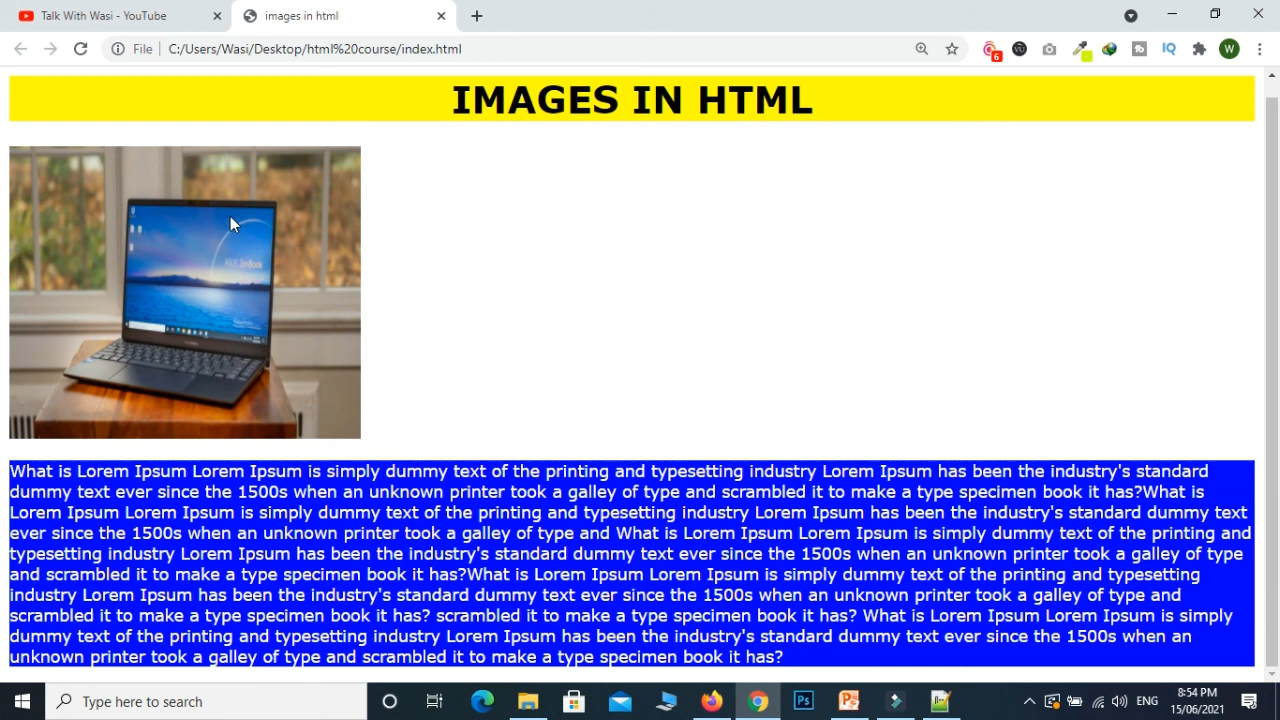 Talk With Wasi - YouTube
images in html
File
C:/Users/Wasi/Desktop/html%20course/index.html
6
IQ
W
IMAGES IN HTML
ASUS ZenBook
What is Lorem Ipsum Lorem Ipsum is simply dummy text of the printing and typesetting industry Lorem Ipsum has been the industry's standard
dummy text ever since the 1500s when an unknown printer took a galley of type and scrambled it to make a type specimen book it has?What is
Lorem Ipsum Lorem Ipsum is simply dummy text of the printing and typesetting industry Lorem Ipsum has been the industry's standard dummy text
ever since the 1500s when an unknown printer took a galley of type and What is Lorem Ipsum Lorem Ipsum is simply dummy text of the printing and
typesetting industry Lorem Ipsum has been the industry's standard dummy text ever since the 1500s when an unknown printer took a galley of type
and scrambled it to make a type specimen book it has?What is Lorem Ipsum Lorem Ipsum is simply dummy text of the printing and typesetting
industry Lorem Ipsum has been the industry's standard dummy text ever since the 1500s when an unknown printer took a galley of type and
scrambled it to make a type specimen book it has? scrambled it to make a type specimen book it has? What is Lorem Ipsum Lorem Ipsum is simply
dummy text of the printing and typesetting industry Lorem Ipsum has been the industry's standard dummy text ever since the 1500s when an
unknown printer took a galley of type and scrambled it to make a type specimen book it has?
Type here to search
Ps
ENG
8:54 PM
15/06/2021